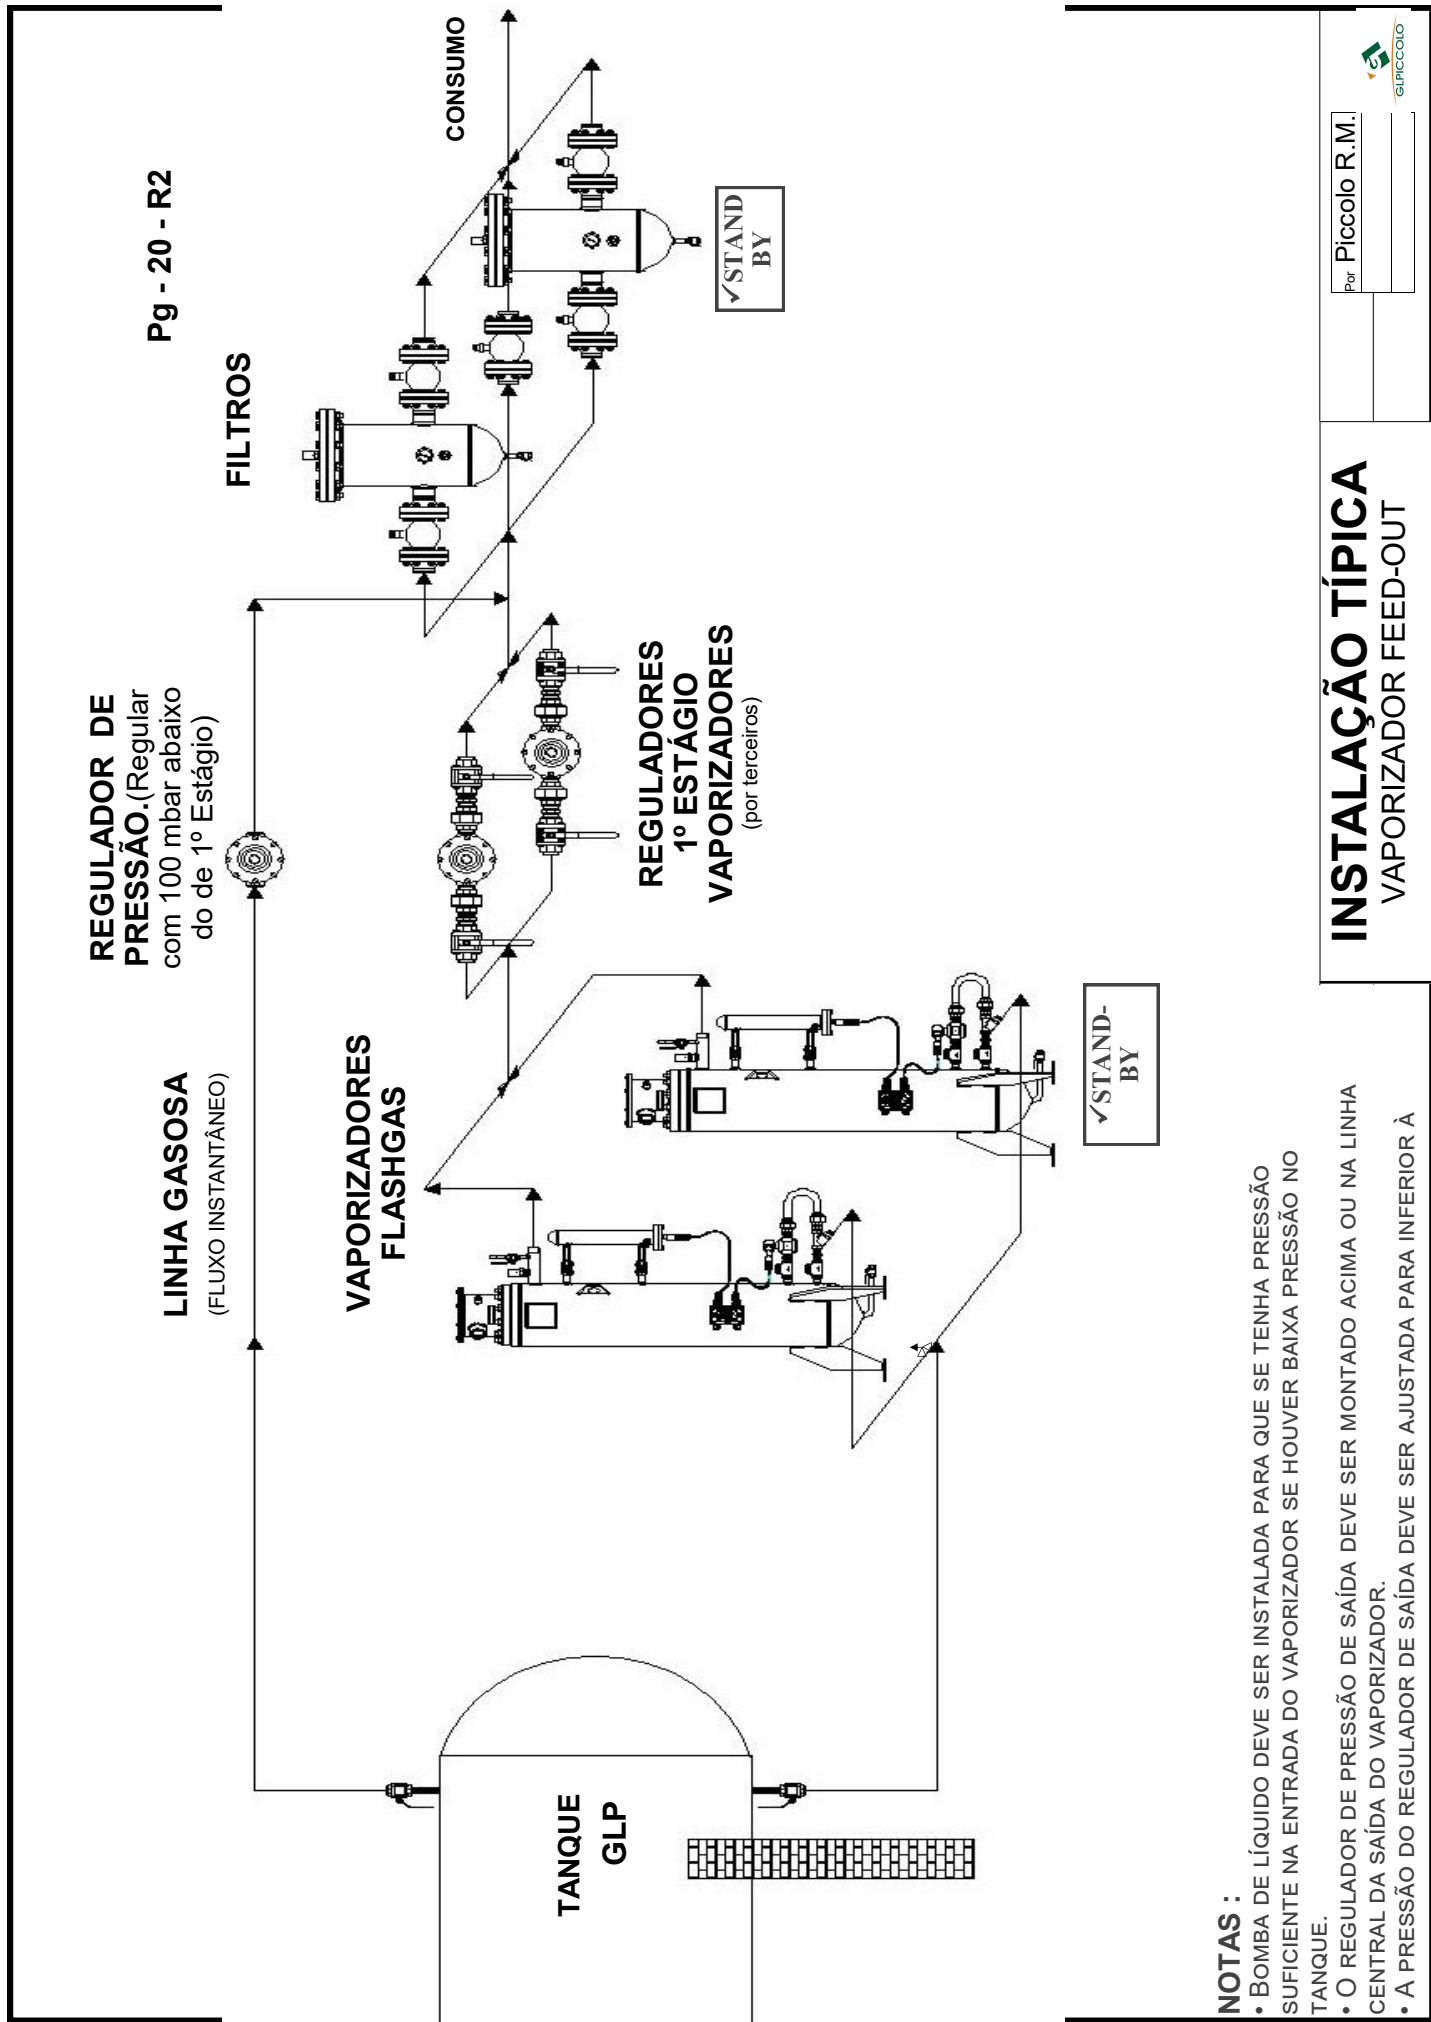 Pg - 20 - R2
CONSUMO
FILTROS
✓STAND
BY
REGULADOR DE
PRESSÃO.(Regular
com 100 mbar abaixo
do de 1º Estágio)
REGULADORES
1º ESTÁGIO
VAPORIZADORES
(por terceiros)
LINHA GASOSA
(FLUXO INSTANTÂNEO)
VAPORIZADORES
FLASHGAS
✓STAND-
BY
TANQUE
GLP
NOTAS :
• BOMBA DE LÍQUIDO DEVE SER INSTALADA PARA QUE SE TENHA PRESSÃO
SUFICIENTE NA ENTRADA DO VAPORIZADOR SE HOUVER BAIXA PRESSÃO NO
TANQUE.
• O REGULADOR DE PRESSÃO DE SAÍDA DEVE SER MONTADO ACIMA OU NA LINHA
CENTRAL DA SAÍDA DO VAPORIZADOR.
• A PRESSÃO DO REGULADOR DE SAÍDA DEVE SER AJUSTADA PARA INFERIOR À
INSTALAÇÃO TÍPICA
VAPORIZADOR FEED-OUT
Por Piccolo R.M.
GLPICCOLO